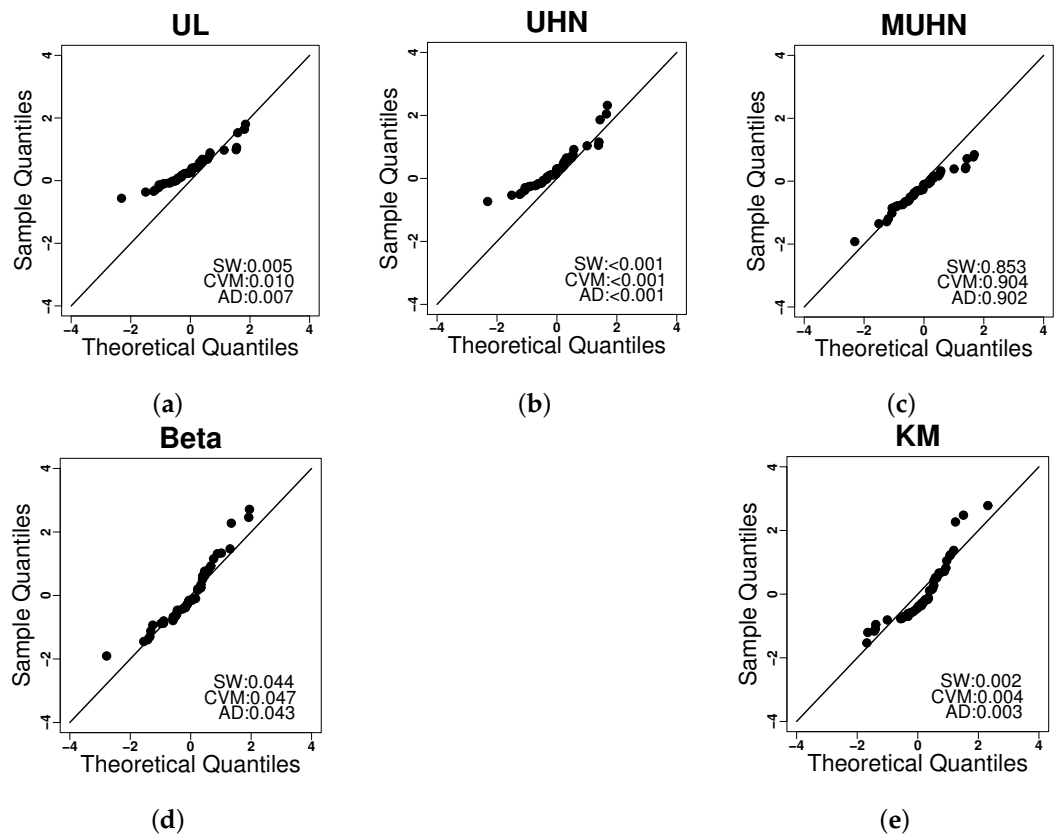 UL
Sample Quantiles
4
2
0
−2
−4
SW:0.005
CVM:0.010
AD:0.007
−4 −2 0 2 4
Theoretical Quantiles
(a)
UHN
Sample Quantiles
4
2
0
−2
−4
SW:<0.001
CVM:<0.001
AD:<0.001
−4 −2 0 2 4
Theoretical Quantiles
(b)
MUHN
Sample Quantiles
4
2
0
−2
−4
SW:0.853
CVM:0.904
AD:0.902
−4 −2 0 2 4
Theoretical Quantiles
(c)
Beta
Sample Quantiles
4
2
0
−2
−4
SW:0.044
CVM:0.047
AD:0.043
−4 −2 0 2 4
Theoretical Quantiles
(d)
KM
Sample Quantiles
4
2
0
−2
−4
SW:0.002
CVM:0.004
AD:0.003
−4 −2 0 2 4
Theoretical Quantiles
(e)